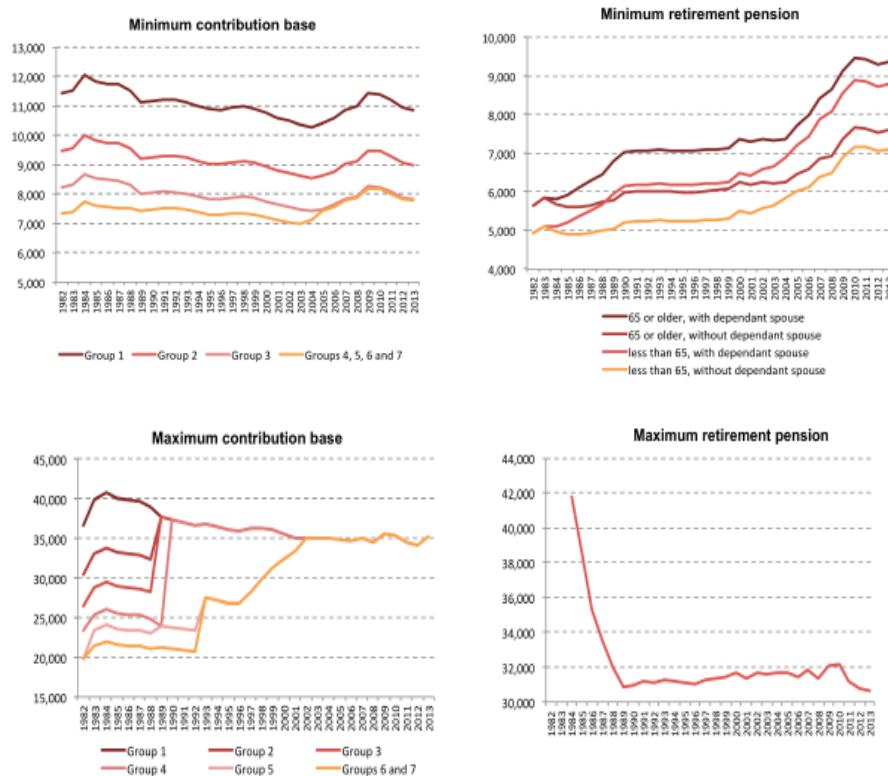 Minimum contribution base
13,000
12,000
11,000
10,000
9,000
8,000
7,000
6,000
5,000
1982 1983 1984 1985 1986 1987 1988 1989 1990 1991 1992 1993 1994 1995 1996 1997 1998 1999 2000 2001 2002 2003 2004 2005 2006 2007 2008 2009 2010 2011 2012 2013
Group 1 Group 2 Group 3 Groups 4, 5, 6 and 7
Minimum retirement pension
10,000
9,000
8,000
7,000
6,000
5,000
4,000
1982 1983 1984 1985 1986 1987 1988 1989 1990 1991 1992 1993 1994 1995 1996 1997 1998 1999 2000 2001 2002 2003 2004 2005 2006 2007 2008 2009 2010 2011 2012
65 or older, with dependant spouse
65 or older, without dependant spouse
less than 65, with dependant spouse
less than 65, without dependant spouse
Maximum contribution base
45,000
40,000
35,000
30,000
25,000
20,000
15,000
1982 1983 1984 1985 1986 1987 1988 1989 1990 1991 1992 1993 1994 1995 1996 1997 1998 1999 2000 2001 2002 2003 2004 2005 2006 2007 2008 2009 2010 2011 2012 2013
Group 1 Group 2 Group 3
Group 4 Group 5 Groups 6 and 7
Maximum retirement pension
44,000
42,000
40,000
38,000
36,000
34,000
32,000
30,000
1982 1983 1984 1985 1986 1987 1988 1989 1990 1991 1992 1993 1994 1995 1996 1997 1998 1999 2000 2001 2002 2003 2004 2005 2006 2007 2008 2009 2010 2011 2012 2013